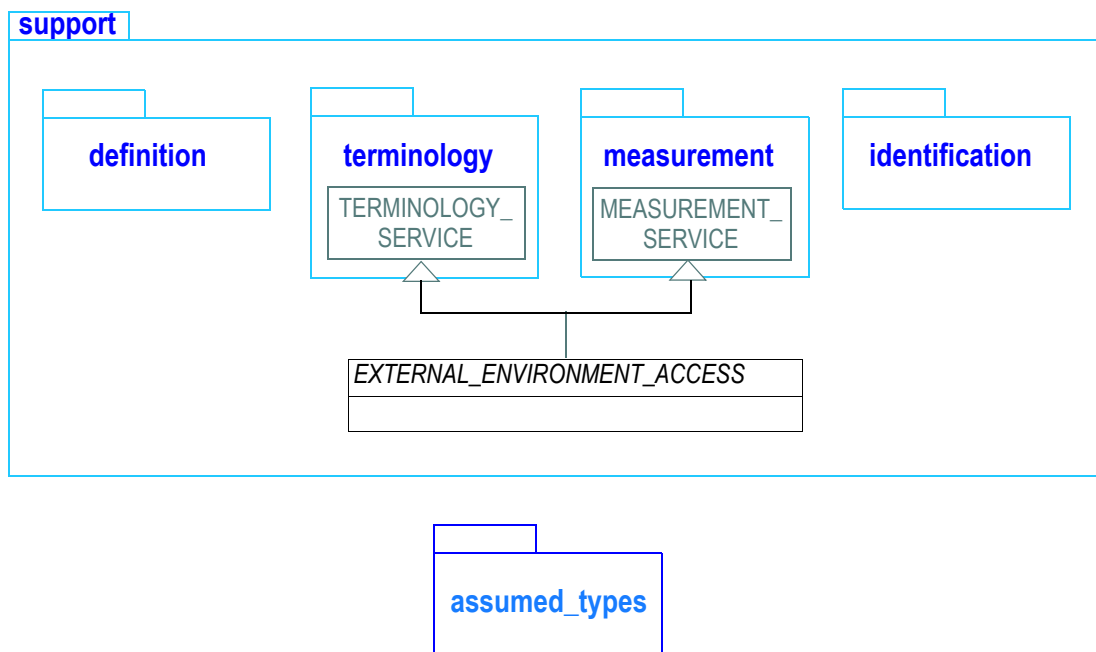 support
definition
terminology
measurement
identification
TERMINOLOGY_
SERVICE
MEASUREMENT_
SERVICE
EXTERNAL_ENVIRONMENT_ACCESS
assumed_types